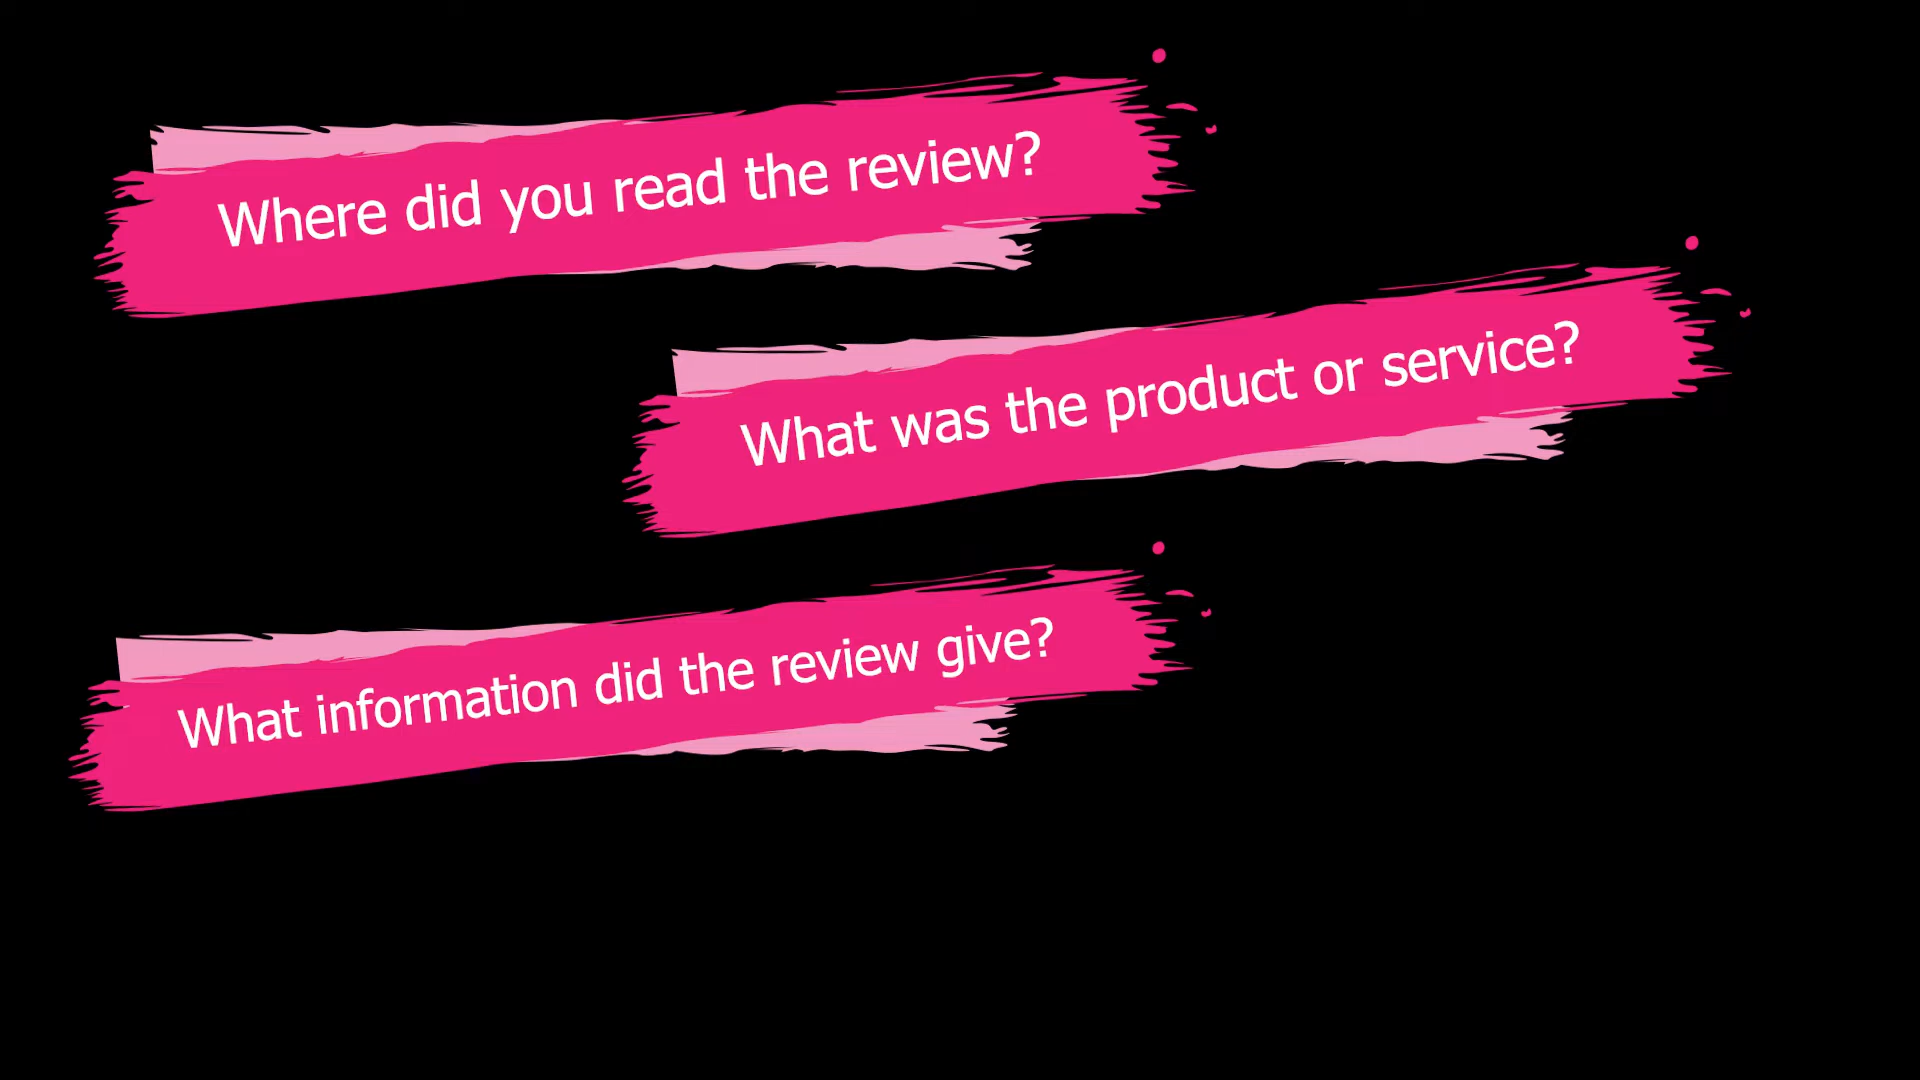 Where did you read the review?
What was the product or service?
What information did the review give?